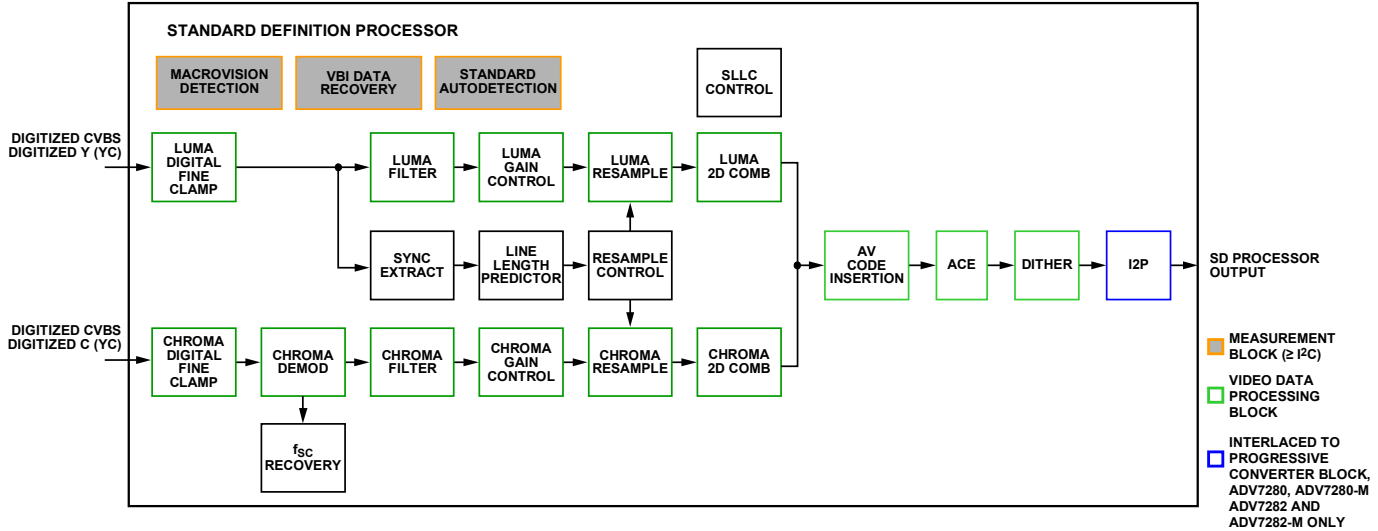 STANDARD DEFINITION PROCESSOR
MACROVISION
DETECTION
VBI DATA
RECOVERY
STANDARD
AUTODETECTION
SLLC
CONTROL
DIGITIZED CVBS
DIGITIZED Y (YC)
LUMA
DIGITAL
FINE
CLAMP
LUMA
FILTER
LUMA
GAIN
CONTROL
LUMA
RESAMPLE
LUMA
2D COMB
SYNC
EXTRACT
LINE
LENGTH
PREDICTOR
RESAMPLE
CONTROL
AV
CODE
INSERTION
ACE
DITHER
I2P
SD PROCESSOR
OUTPUT
DIGITIZED CVBS
DIGITIZED C (YC)
CHROMA
DIGITAL
FINE
CLAMP
CHROMA
DEMOD
CHROMA
FILTER
CHROMA
GAIN
CONTROL
CHROMA
RESAMPLE
CHROMA
2D COMB
fSC
RECOVERY
MEASUREMENT
BLOCK (≥ I²C)
VIDEO DATA
PROCESSING
BLOCK
INTERLACED TO
PROGRESSIVE
CONVERTER BLOCK,
ADV7280, ADV7280-M
ADV7282 AND
ADV7282-M ONLY